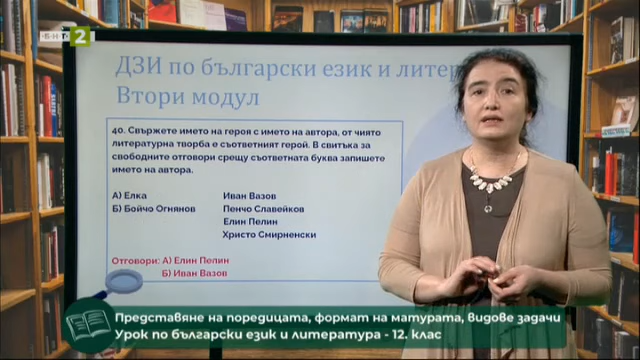 БНТ 2
ДЗИ по български език и литер
Втори модул
40. Свържете името на героя с името на автора, от чиято
литературна творба е съответният герой. В свитъка за
свободните отговори срещу съответната буква запишете
името на автора.
А) Елка Иван Вазов
Б) Бойчо Огнянов Пенчо Славейков
Елин Пелин
Христо Смирненски
Отговори: А) Елин Пелин
Б) Иван Вазов
Представяне на поредицата, формат на матурата, видове задачи
Урок по български език и литература - 12. клас